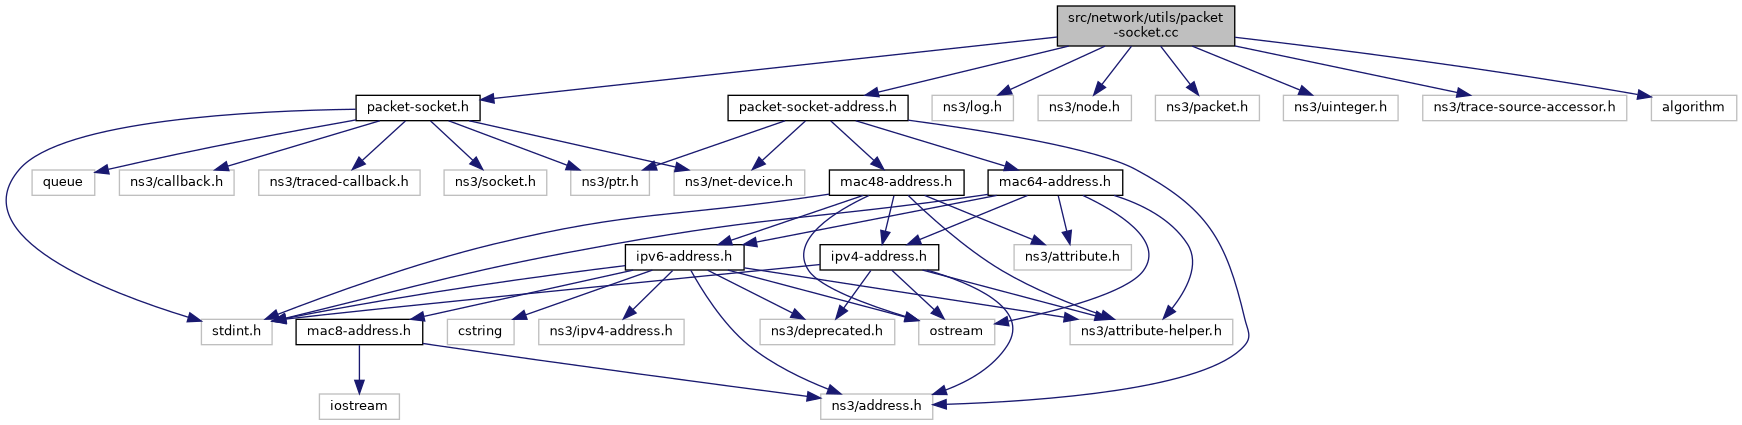 src/network/utils/packet
-socket.cc
packet-socket.h
packet-socket-address.h
ns3/log.h
ns3/node.h
ns3/packet.h
ns3/uinteger.h
ns3/trace-source-accessor.h
algorithm
queue
ns3/callback.h
ns3/traced-callback.h
ns3/socket.h
ns3/ptr.h
ns3/net-device.h
mac48-address.h
mac64-address.h
ipv6-address.h
ipv4-address.h
ns3/attribute.h
stdint.h
mac8-address.h
cstring
ns3/ipv4-address.h
ns3/deprecated.h
ostream
ns3/attribute-helper.h
iostream
ns3/address.h